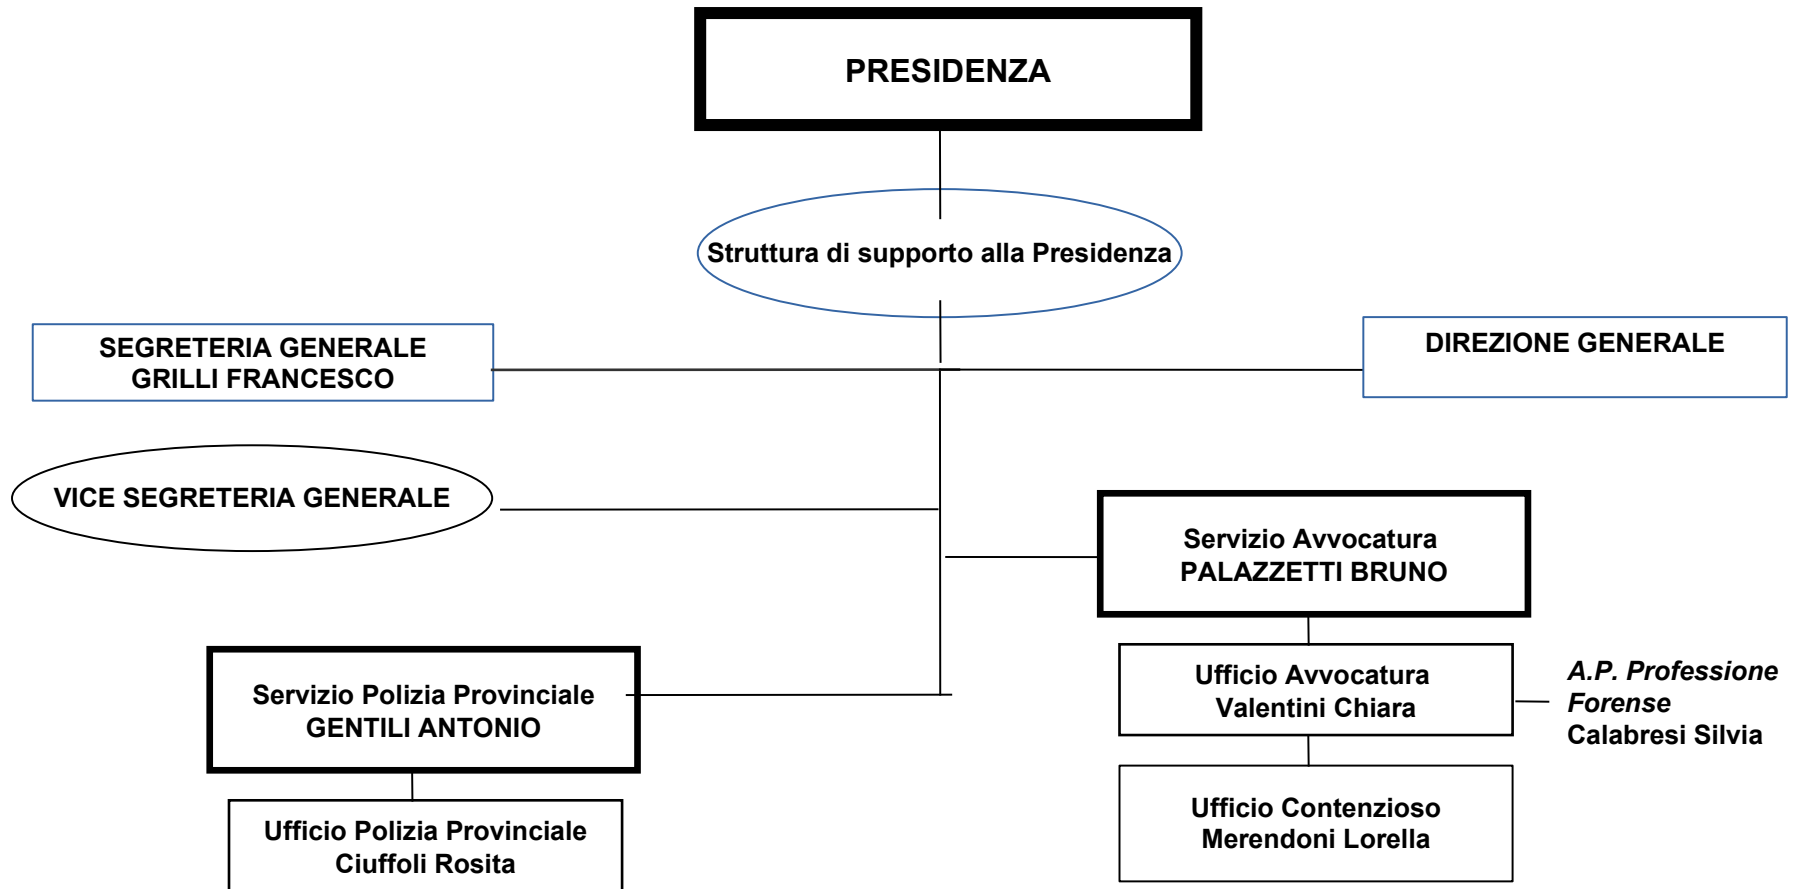 PRESIDENZA
Struttura di supporto alla Presidenza
SEGRETERIA GENERALE
GRILLI FRANCESCO
DIREZIONE GENERALE
VICE SEGRETERIA GENERALE
Servizio Avvocatura
PALAZZETTI BRUNO
Servizio Polizia Provinciale
GENTILI ANTONIO
Ufficio Avvocatura
Valentini Chiara
A.P. Professione
Forense
Calabresi Silvia
Ufficio Polizia Provinciale
Ciuffoli Rosita
Ufficio Contenzioso
Merendoni Lorella